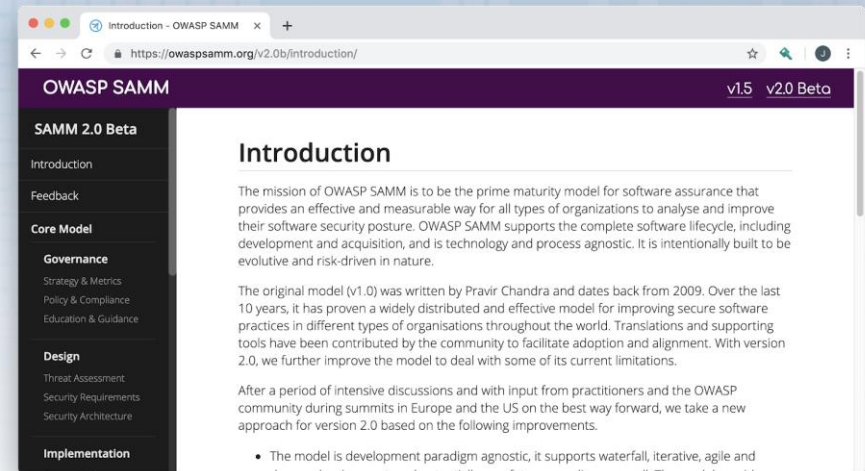 Introduction - OWASP SAMM
https://owaspsamm.org/v2.0b/introduction/
J
OWASP SAMM
v1.5 v2.0 Beta
SAMM 2.0 Beta
Introduction
Feedback
Core Model
Governance
Strategy & Metrics
Policy & Compliance
Education & Guidance
Design
Threat Assessment
Security Requirements
Security Architecture
Implementation
Introduction
The mission of OWASP SAMM is to be the prime maturity model for software assurance that
provides an effective and measurable way for all types of organizations to analyse and improve
their software security posture. OWASP SAMM supports the complete software lifecycle, including
development and acquisition, and is technology and process agnostic. It is intentionally built to be
evolutive and risk-driven in nature.
The original model (v1.0) was written by Pravir Chandra and dates back from 2009. Over the last
10 years, it has proven a widely distributed and effective model for improving secure software
practices in different types of organisations throughout the world. Translations and supporting
tools have been contributed by the community to facilitate adoption and alignment. With version
2.0, we further improve the model to deal with some of its current limitations.
After a period of intensive discussions and with input from practitioners and the OWASP
community during summits in Europe and the US on the best way forward, we take a new
approach for version 2.0 based on the following improvements.
• The model is development paradigm agnostic, it supports waterfall, iterative, agile and